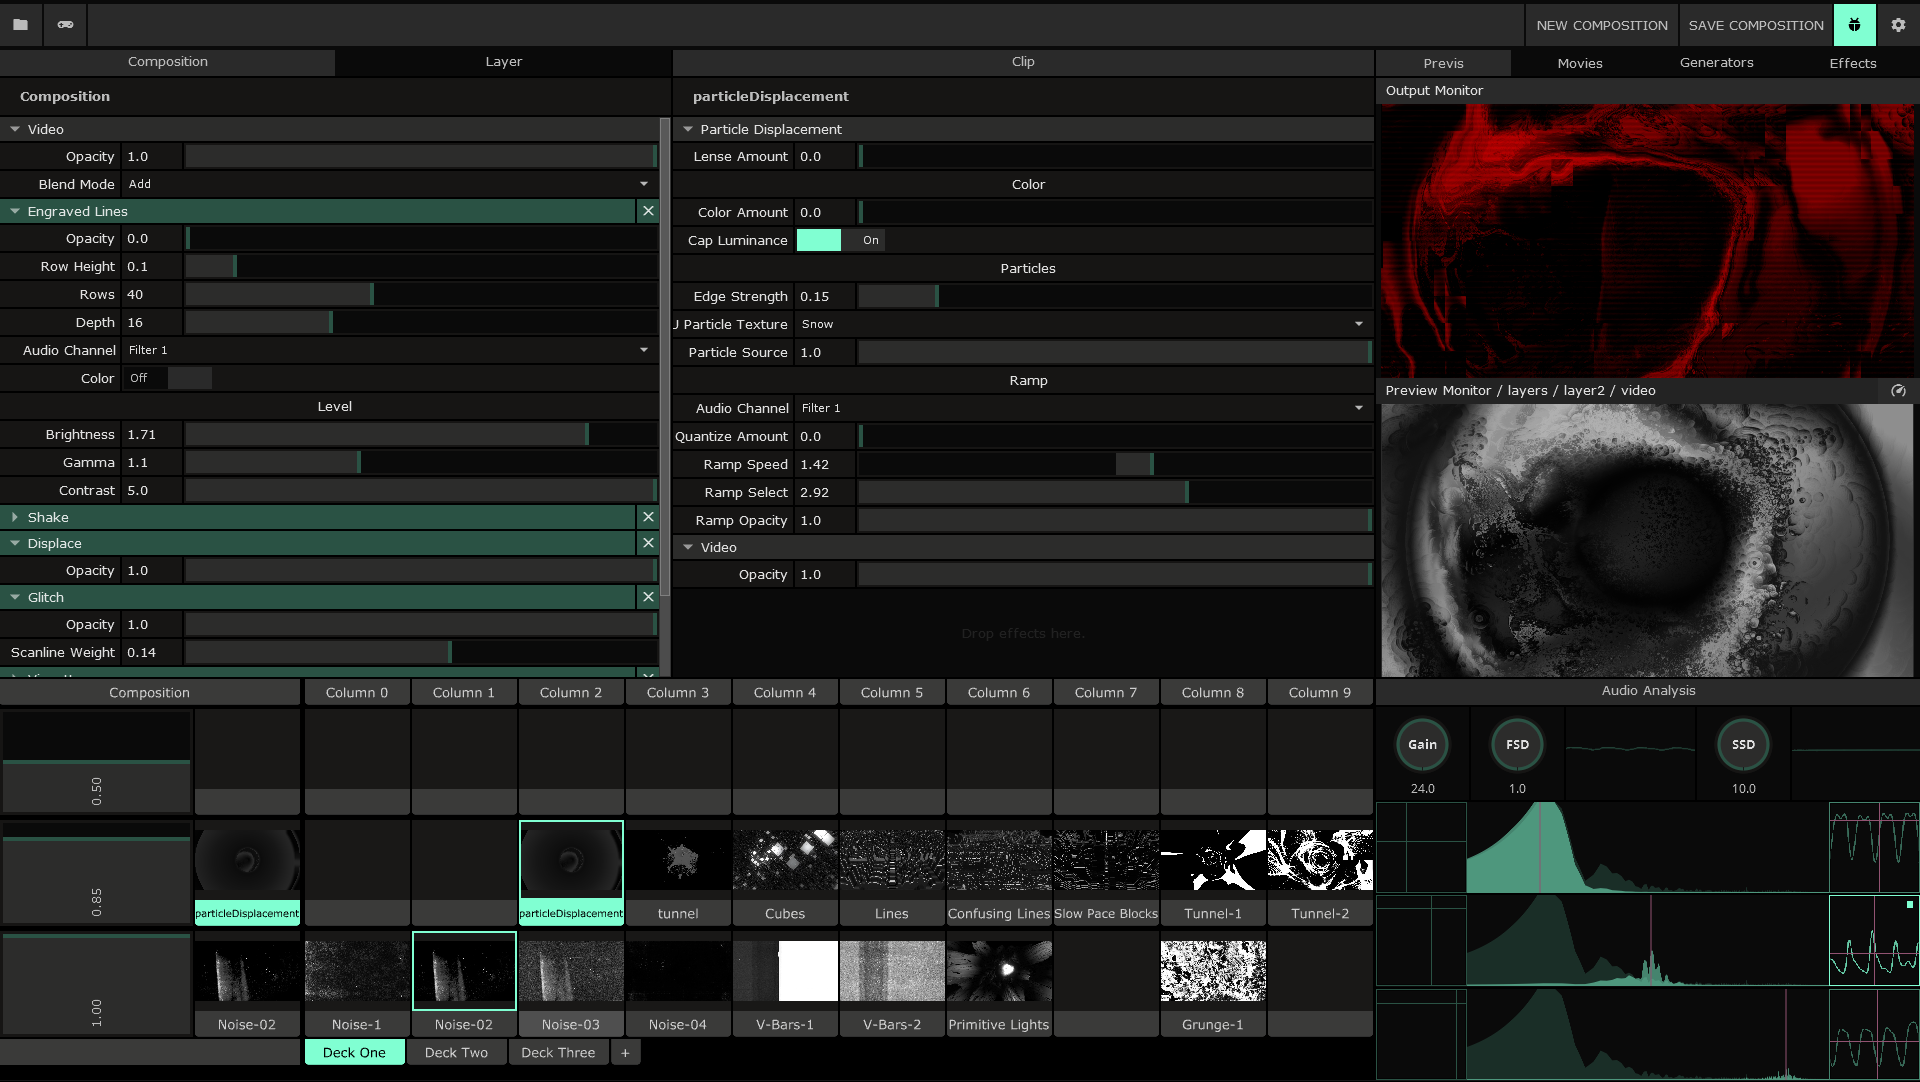 NEW COMPOSITION
SAVE COMPOSITION
Composition
Layer
Clip
Previs
Movies
Generators
Effects
Composition
Video
Opacity 1.0
Blend Mode Add
Engraved Lines
Opacity 0.0
Row Height 0.1
Rows 40
Depth 16
Audio Channel Filter 1
Color Off
Level
Brightness 1.71
Gamma 1.1
Contrast 5.0
Shake
Displace
Opacity 1.0
Glitch
Opacity 1.0
Scanline Weight 0.14
particleDisplacement
Particle Displacement
Lense Amount 0.0
Color
Color Amount 0.0
Cap Luminance On
Particles
Edge Strength 0.15
Particle Texture Snow
Particle Source 1.0
Ramp
Audio Channel Filter 1
Quantize Amount 0.0
Ramp Speed 1.42
Ramp Select 2.92
Ramp Opacity 1.0
Video
Opacity 1.0
Drop effects here.
Output Monitor
Preview Monitor / layers / layer2 / video
Composition
Column 0
Column 1
Column 2
Column 3
Column 4
Column 5
Column 6
Column 7
Column 8
Column 9
0.50
0.85
particleDisplacement
particleDisplacement
tunnel
Cubes
Lines
Confusing Lines
Slow Pace Blocks
Tunnel-1
Tunnel-2
1.00
Noise-02
Noise-1
Noise-02
Noise-03
Noise-04
V-Bars-1
V-Bars-2
Primitive Lights
Grunge-1
Deck One
Deck Two
Deck Three
+
Audio Analysis
Gain
FSD
SSD
24.0
1.0
10.0